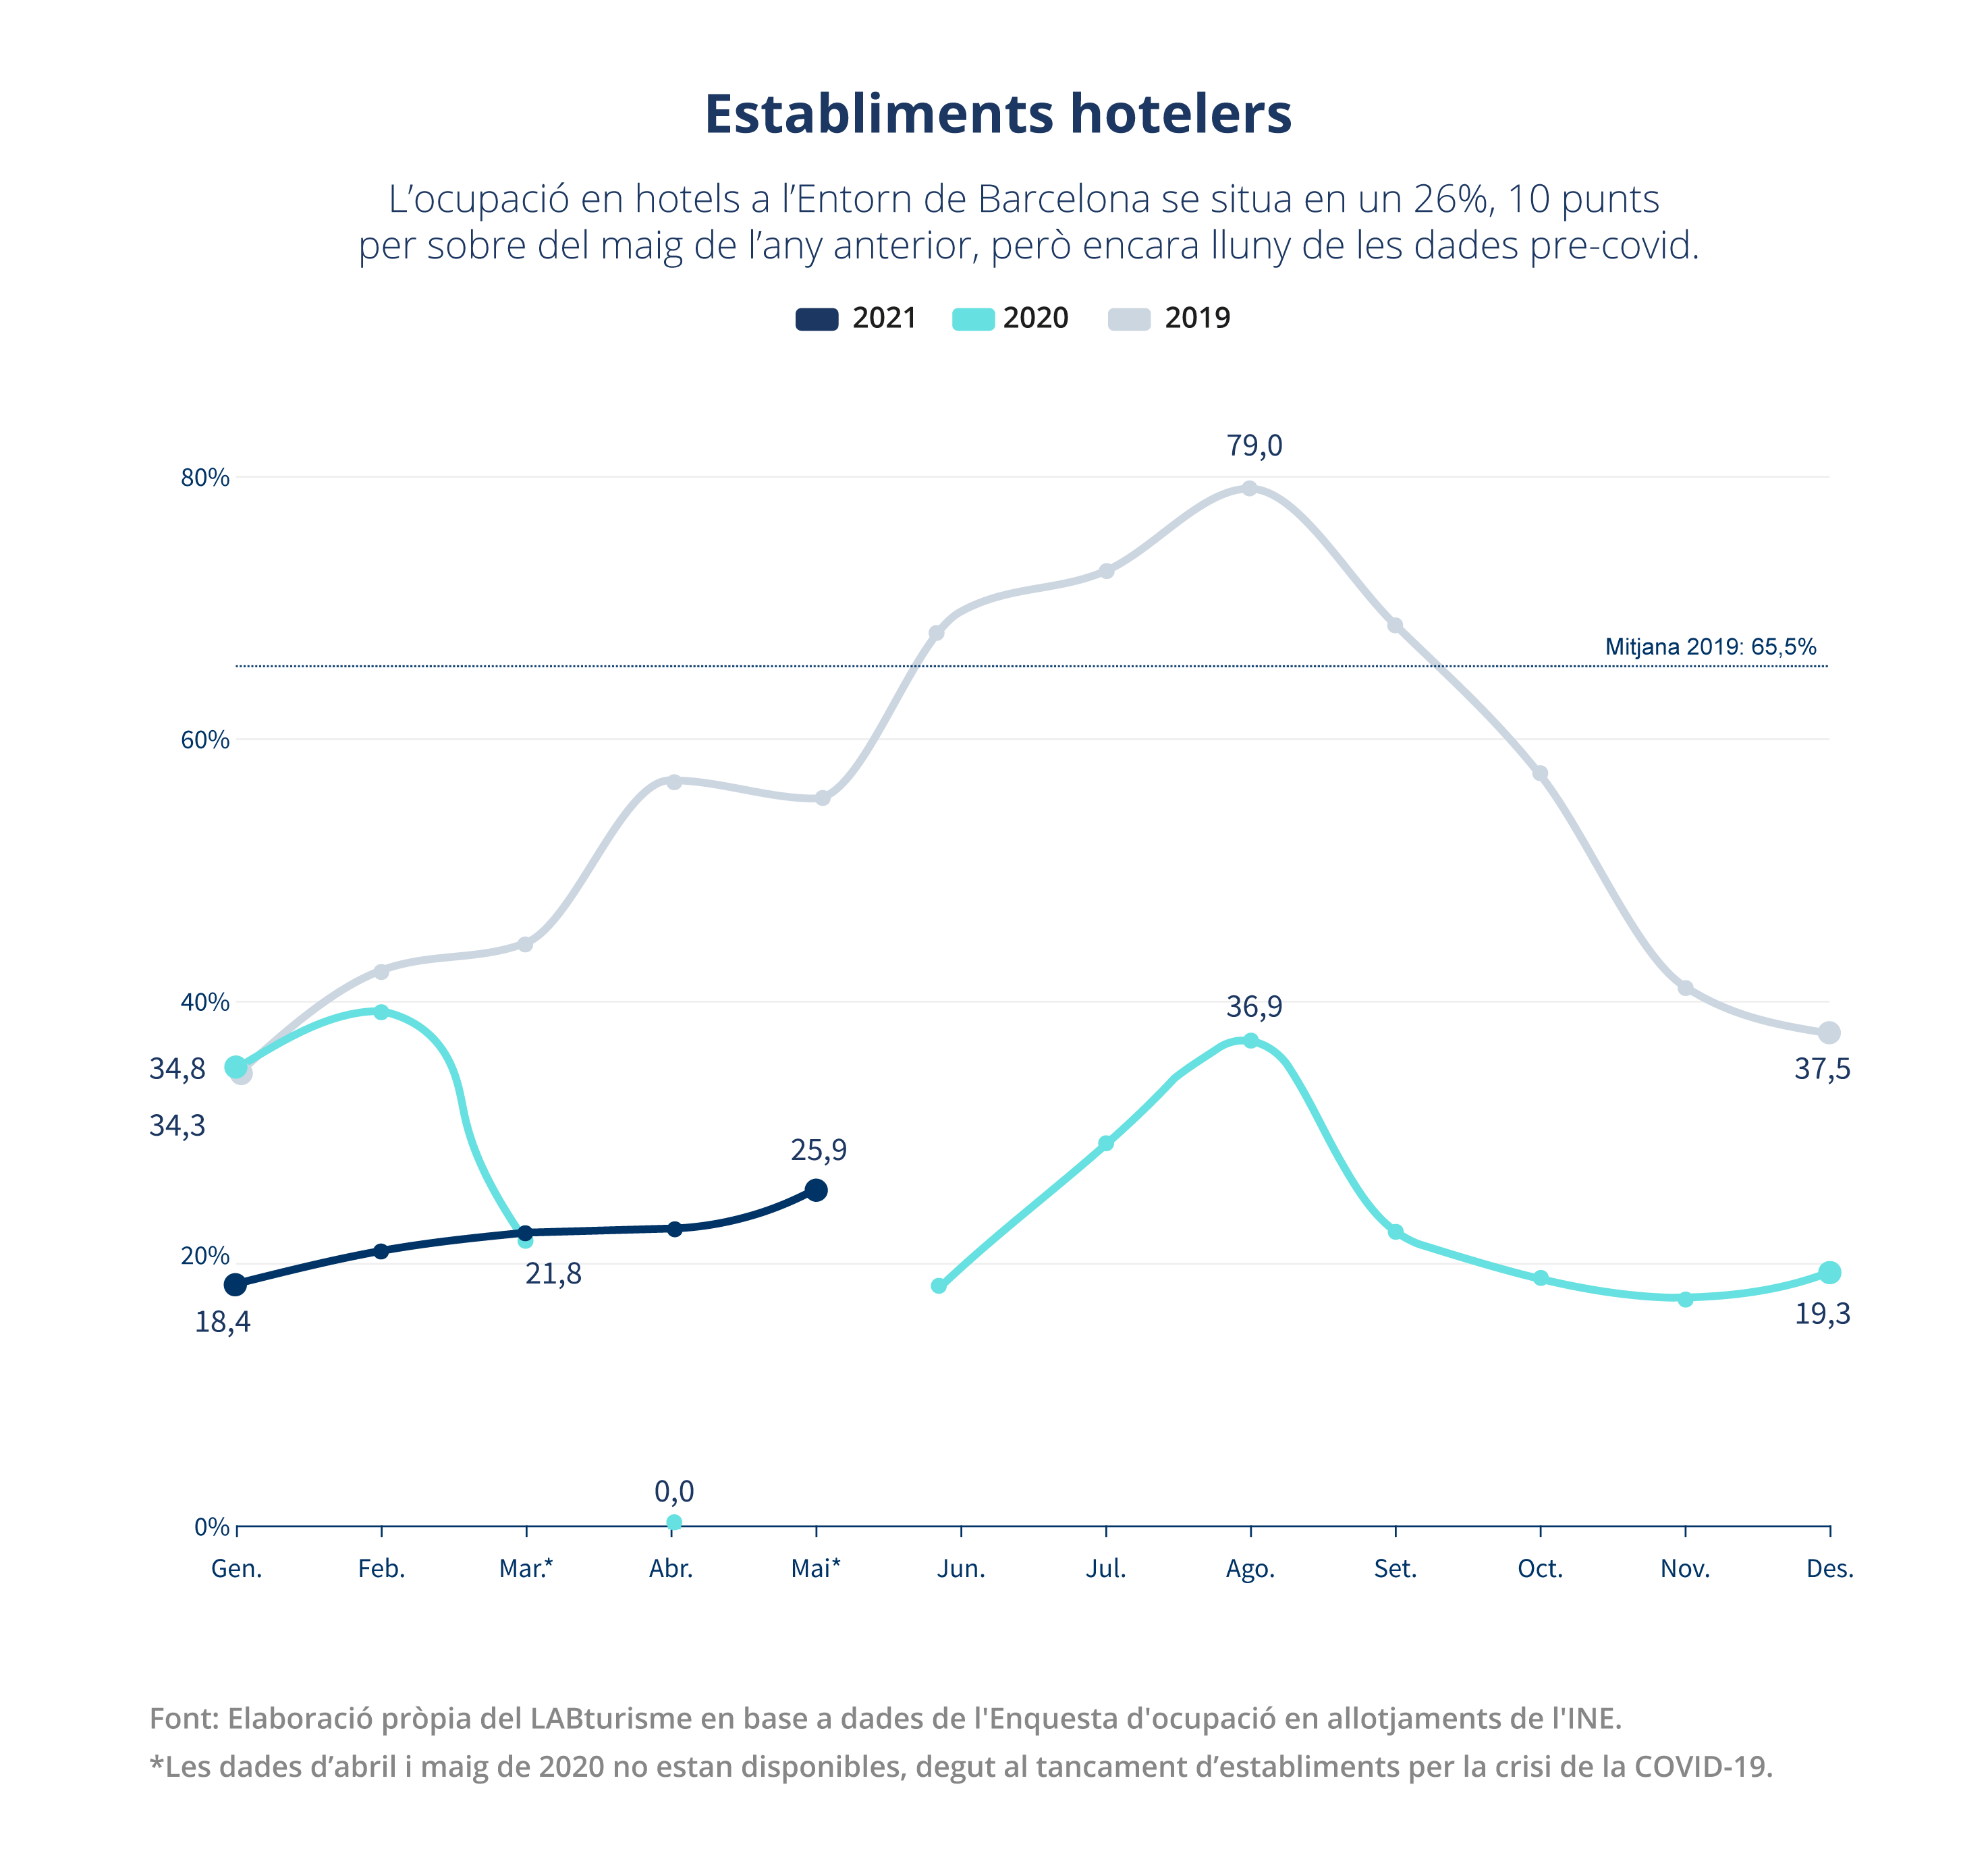 Establiments hotelers
L’ocupació en hotels a l’Entorn de Barcelona se situa en un 26%, 10 punts
per sobre del maig de l’any anterior, però encara lluny de les dades pre-covid.
2021 2020 2019
79,0
80%
Mitjana 2019: 65,5%
60%
40%
36,9
34,8
37,5
34,3
25,9
20%
21,8
18,4
19,3
0,0
0%
Gen. Feb. Mar.* Abr. Mai* Jun. Jul. Ago. Set. Oct. Nov. Des.
Font: Elaboració pròpia del LABturisme en base a dades de l'Enquesta d'ocupació en allotjaments de l'INE.
*Les dades d’abril i maig de 2020 no estan disponibles, degut al tancament d’establiments per la crisi de la COVID-19.